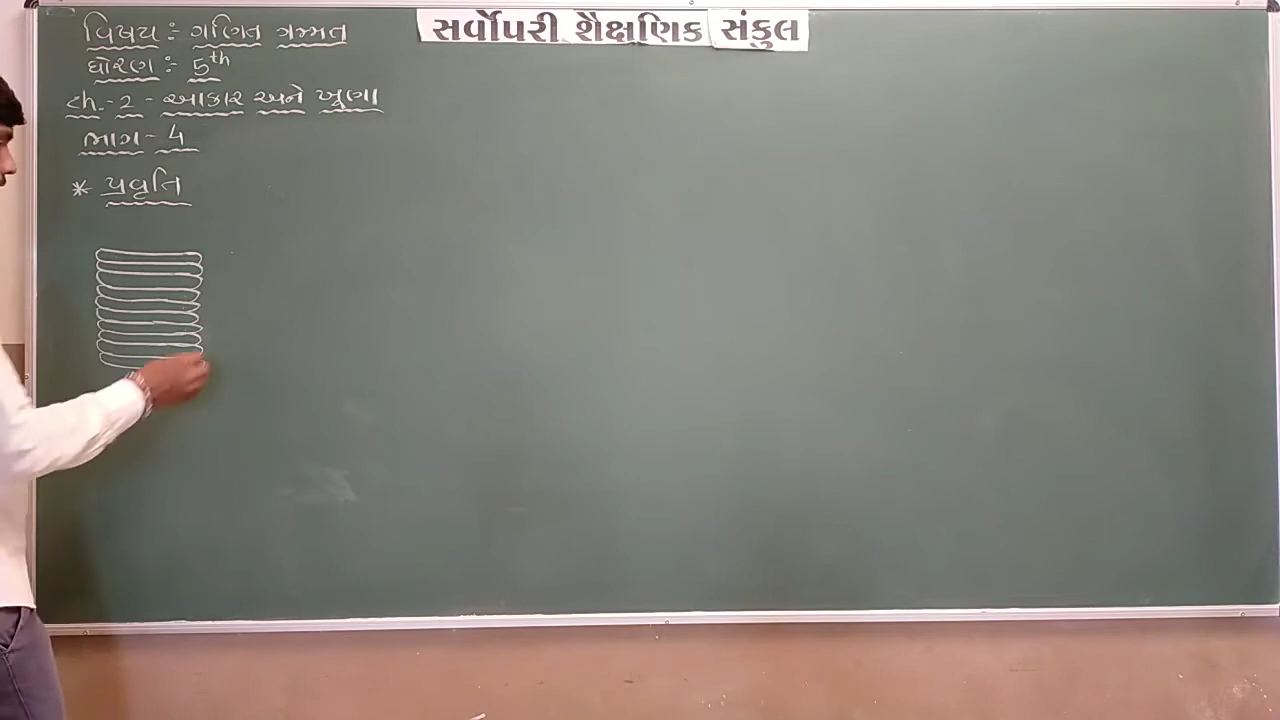 સર્વોપરી શૈક્ષણિક સંકુલ
વિષય : ગણિત ગમ્મત
ધોરણ : 5th
ch. - 2 - આકાર અને ખૂણા
ભાગ - 4
* પ્રવૃતિ